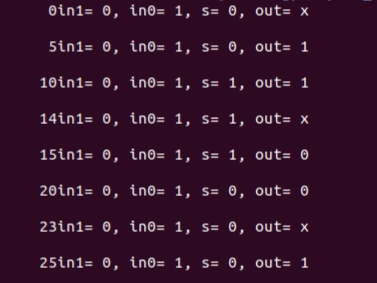 0in1= 0, in0= 1, s= 0, out= x
5in1= 0, in0= 1, s= 0, out= 1
10in1= 0, in0= 1, s= 1, out= 1
14in1= 0, in0= 1, s= 1, out= x
15in1= 0, in0= 1, s= 1, out= 0
20in1= 0, in0= 1, s= 0, out= 0
23in1= 0, in0= 1, s= 0, out= x
25in1= 0, in0= 1, s= 0, out= 1